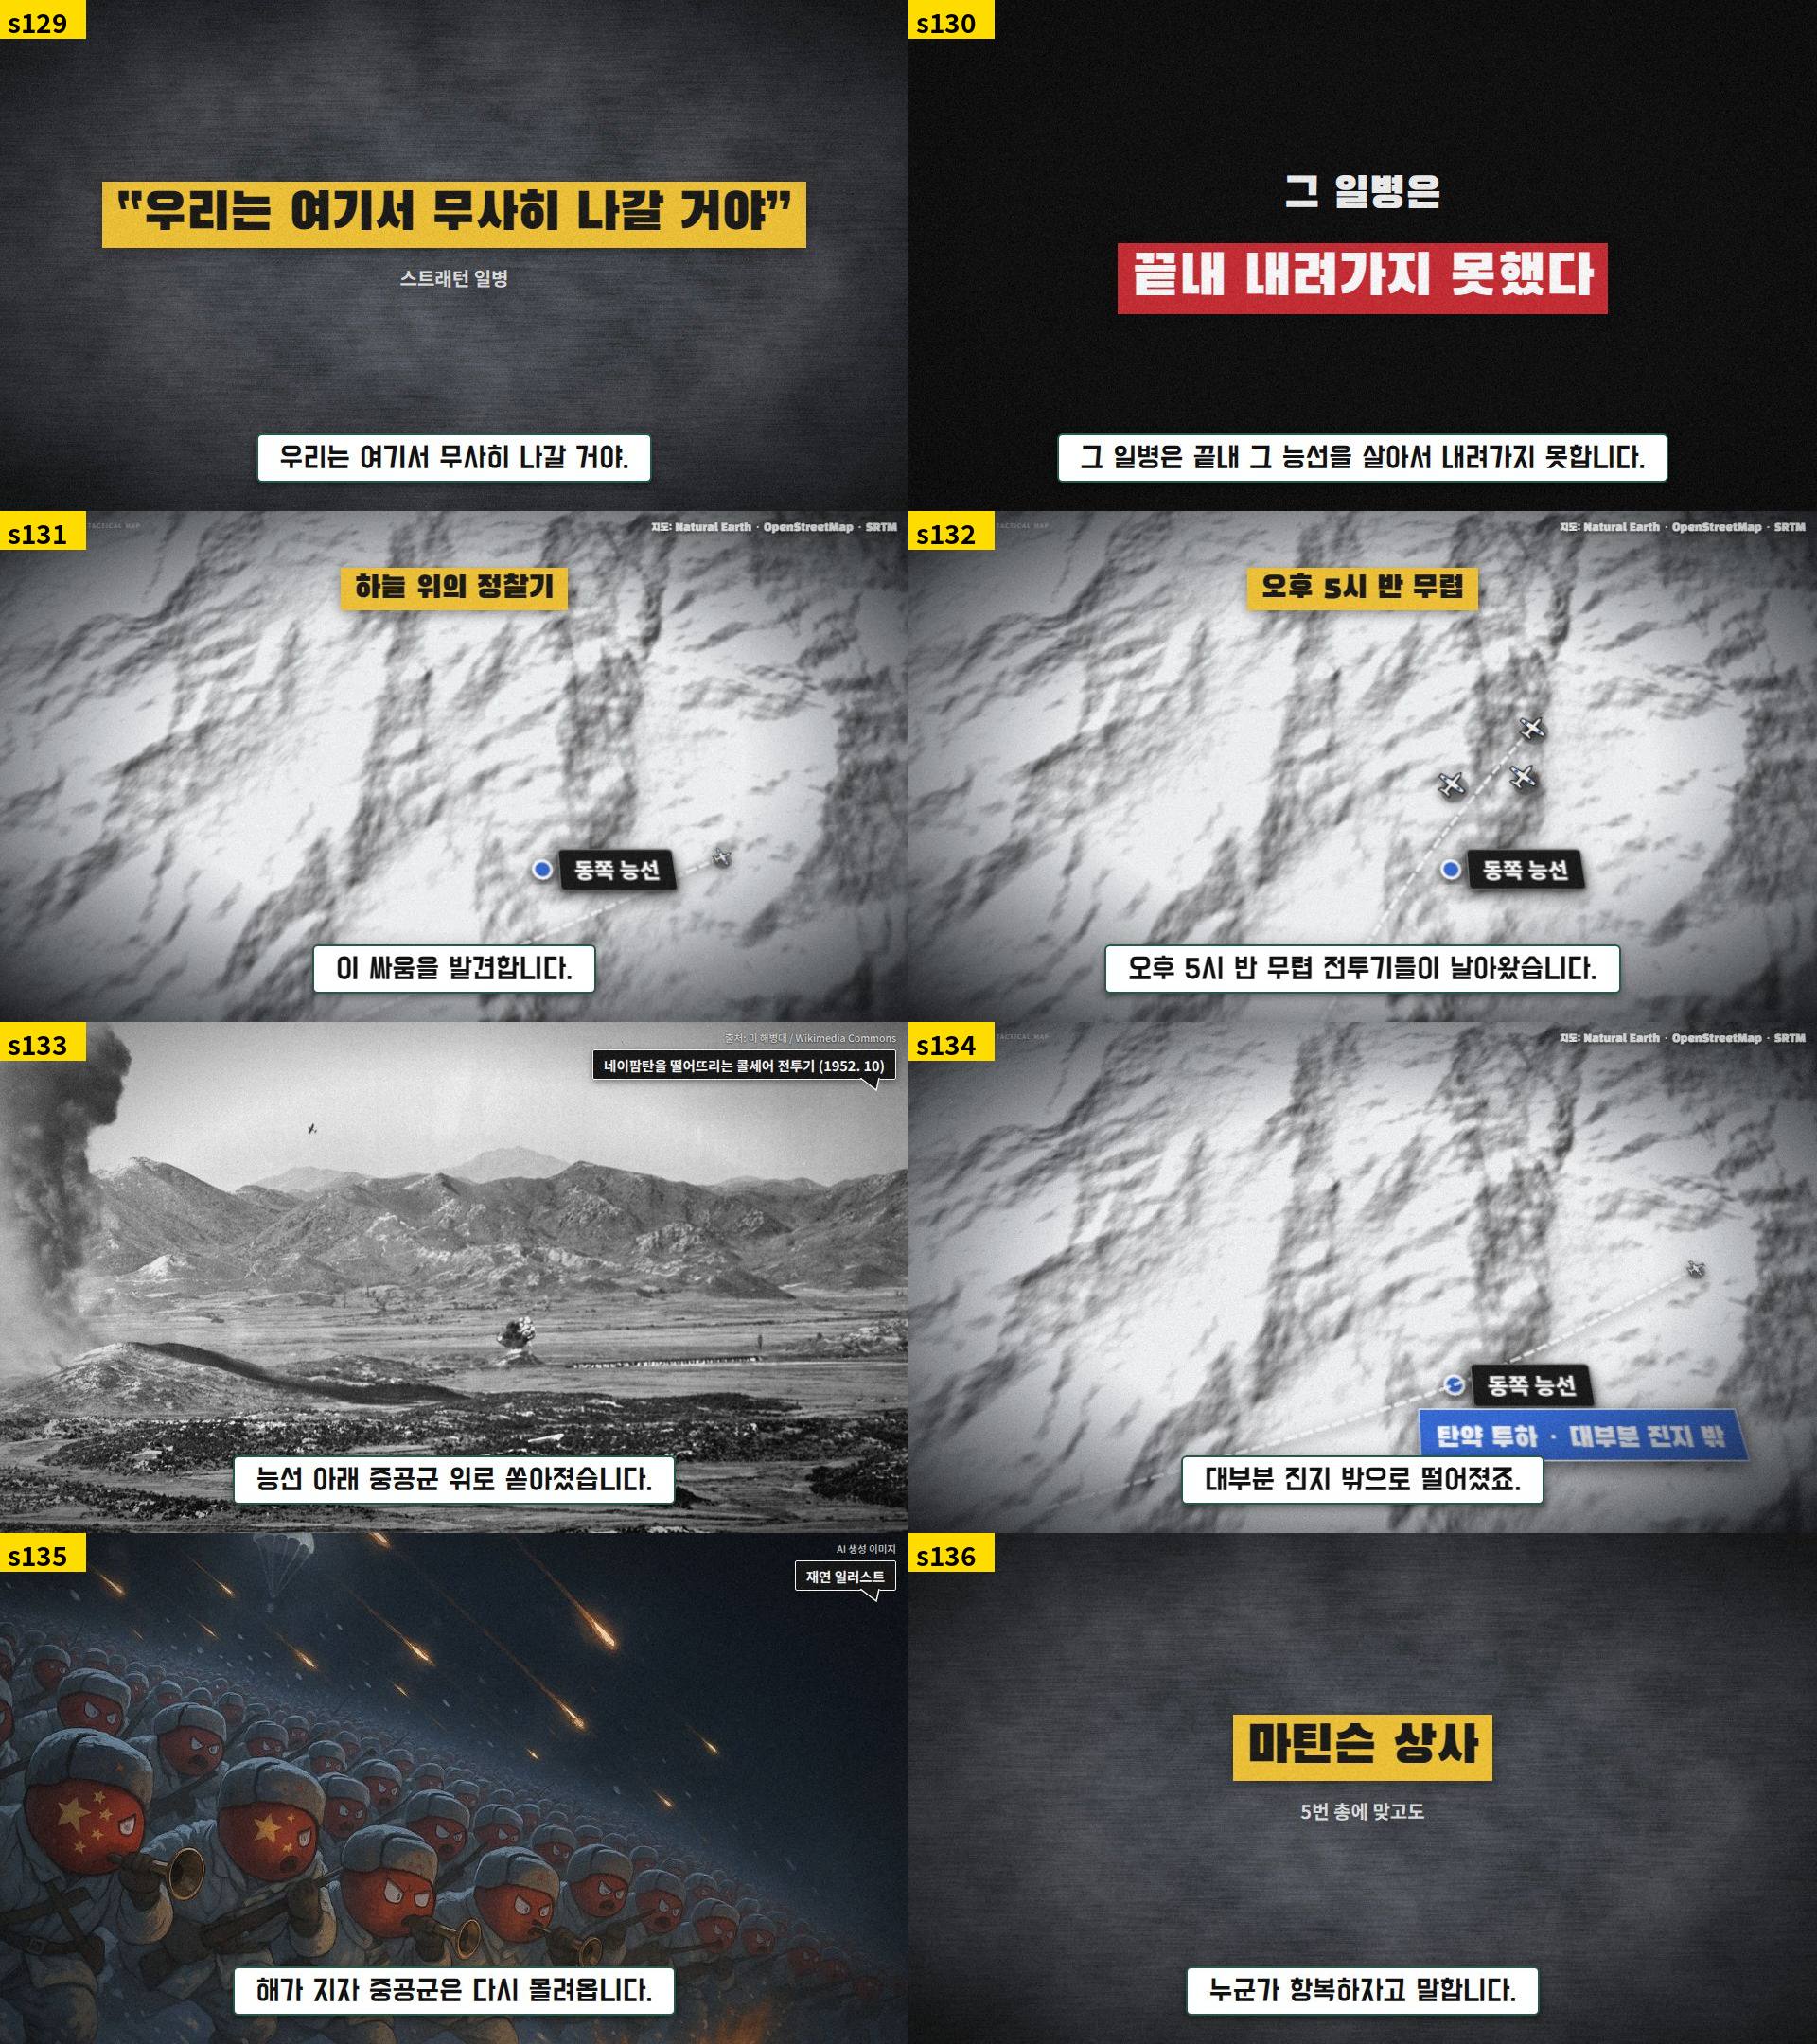 s129
“우리는 여기서 무사히 나갈 거야”
스트래턴 일병
우리는 여기서 무사히 나갈 거야.
s130
그 일병은
끝내 내려가지 못했다
그 일병은 끝내 그 능선을 살아서 내려가지 못합니다.
s131
TACTICAL MAP
지도: Natural Earth · OpenStreetMap · SRTM
하늘 위의 정찰기
동쪽 능선
이 싸움을 발견합니다.
s132
TACTICAL MAP
지도: Natural Earth · OpenStreetMap · SRTM
오후 5시 반 무렵
동쪽 능선
오후 5시 반 무렵 전투기들이 날아왔습니다.
s133
출처: 미 해병대 / Wikimedia Commons
네이팜탄을 떨어뜨리는 콜세어 전투기 (1952. 10)
능선 아래 중공군 위로 쏟아졌습니다.
s134
TACTICAL MAP
지도: Natural Earth · OpenStreetMap · SRTM
동쪽 능선
탄약 투하 · 대부분 진지 밖
대부분 진지 밖으로 떨어졌죠.
s135
AI 생성 이미지
재연 일러스트
해가 지자 중공군은 다시 몰려옵니다.
s136
마틴슨 상사
5번 총에 맞고도
누군가 항복하자고 말합니다.